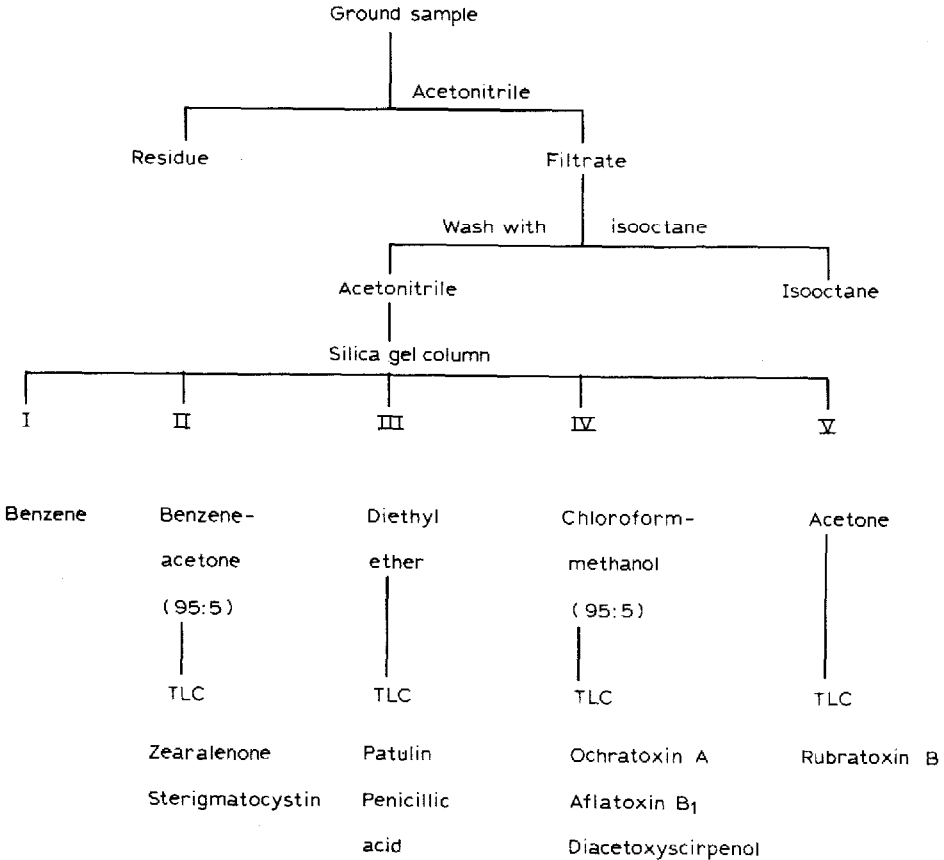 Ground sample
Acetonitrile
Residue
Filtrate
Wash with isooctane
Acetonitrile
Isooctane
Silica gel column
I
II
III
IV
V
Benzene
Benzene-
acetone
(95:5)
TLC
Zearalenone
Sterigmatocystin
Diethyl
ether
TLC
Patulin
Penicillic
acid
Chloroform-
methanol
(95:5)
TLC
Ochratoxin A
Aflatoxin B₁
Diacetoxyscirpenol
Acetone
TLC
Rubratoxin B